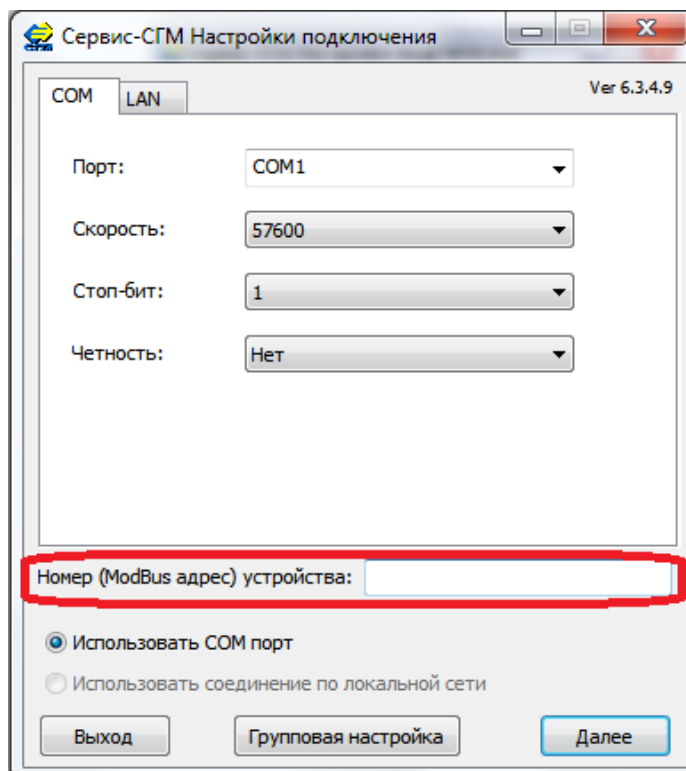 Сервис-СГМ Настройки подключения
COM
LAN
Ver 6.3.4.9
Порт:
COM1
Скорость:
57600
Стоп-бит:
1
Четность:
Нет
Номер (ModBus адрес) устройства:
Использовать COM порт
Использовать соединение по локальной сети
Выход
Групповая настройка
Далее